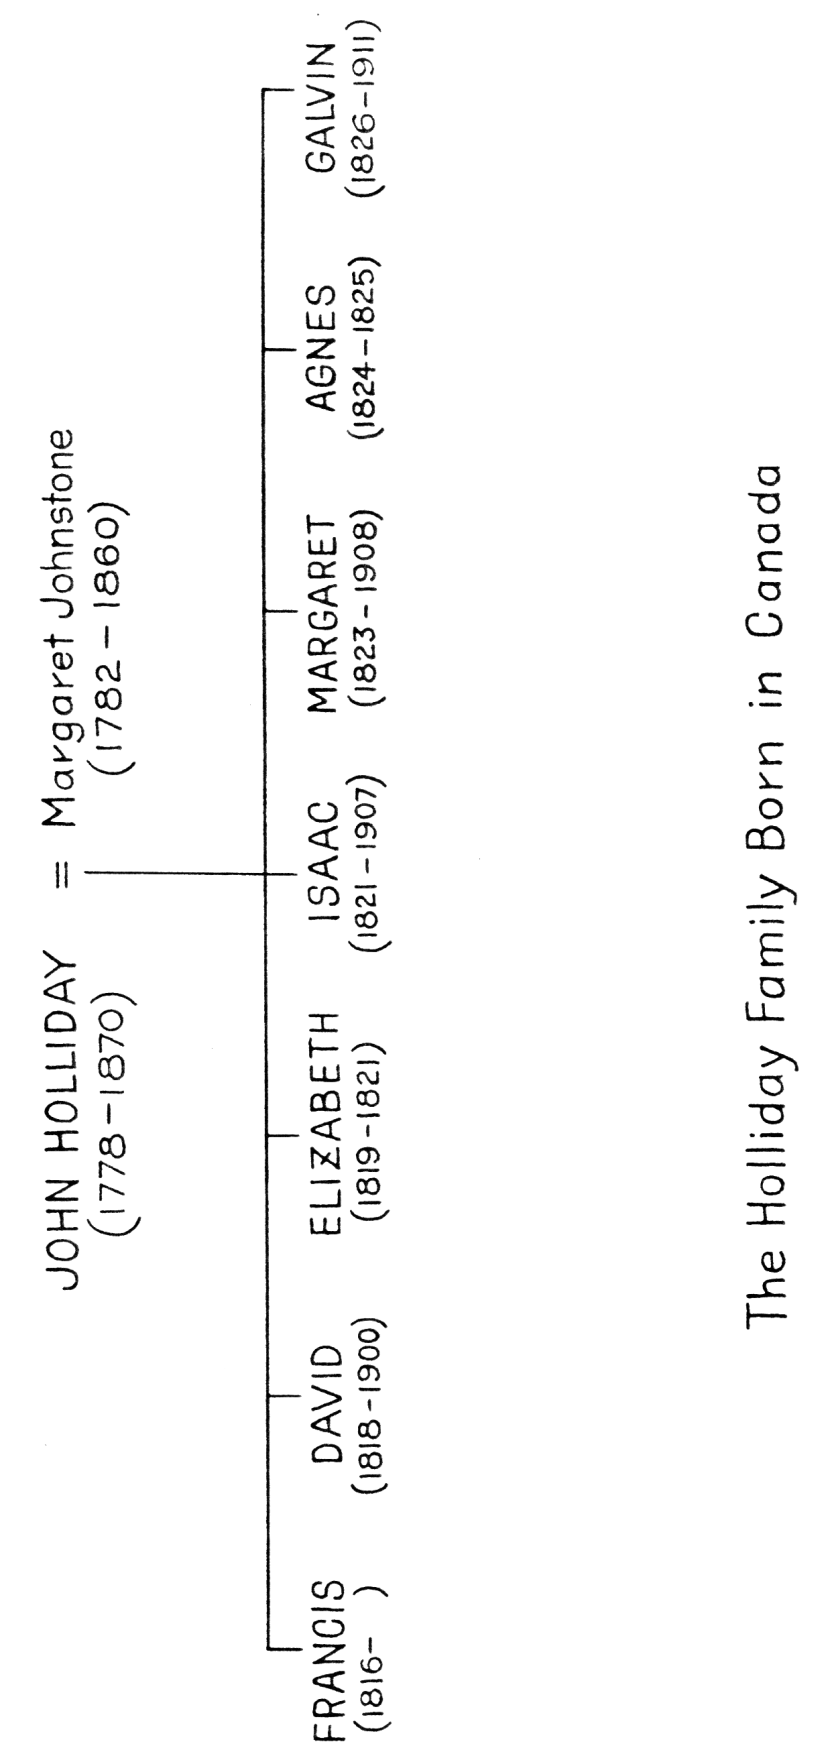 JOHN HOLLIDAY = Margaret Johnstone
(1778-1870) (1782-1860)
FRANCIS DAVID ELIZABETH ISAAC MARGARET AGNES GALVIN
(1816- ) (1818-1900) (1819-1821) (1821-1907) (1823-1908) (1824-1825) (1826-1911)
The Holliday Family Born in Canada